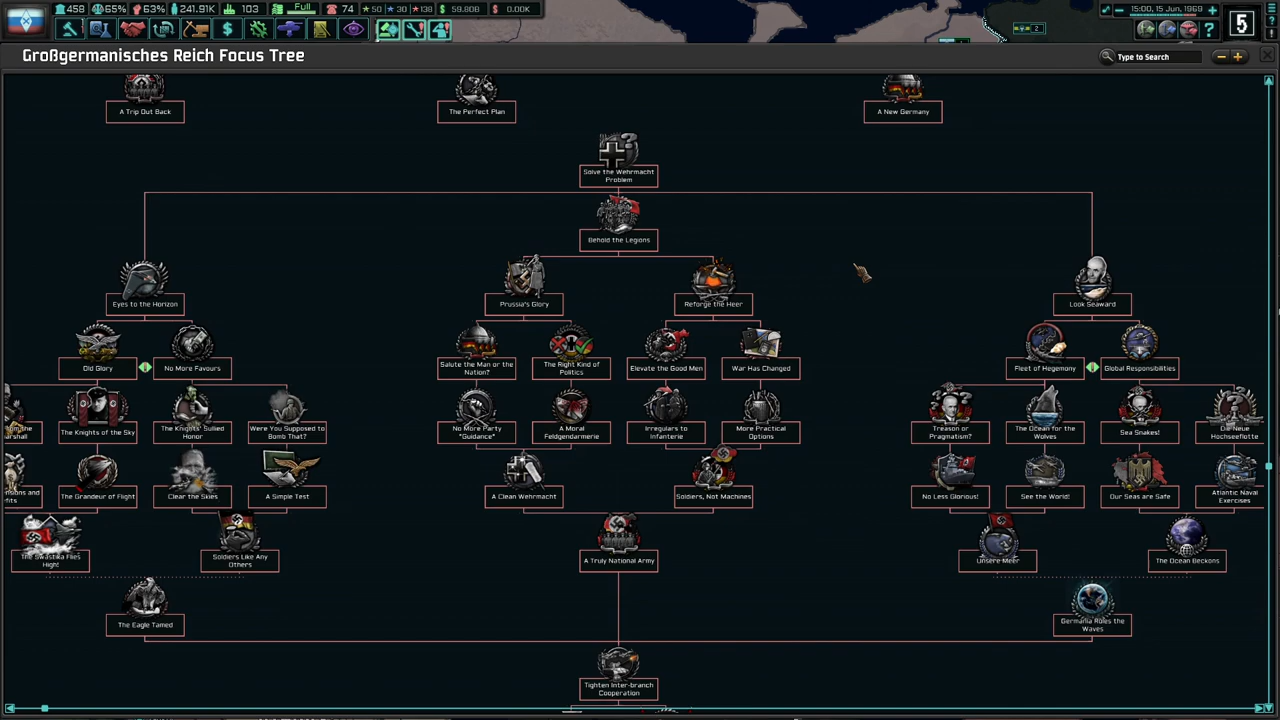 458
65%
63%
241.91K
103
Full
74
50
30
138
59.80B
0.00K
15:00, 15 Jun, 1969
5
2
Großgermanisches Reich Focus Tree
Type to Search
A Trip Out Back
The Perfect Plan
A New Germany
Solve the Wehrmacht
Problem
Behold the Legions
Eyes to the Horizon
Prussia's Glory
Reforge the Heer
Look Seaward
Old Glory
No More Favours
Salute the Man or the
Nation?
The Right Kind of
Politics
Elevate the Good Men
War Has Changed
Fleet of Hegemony
Global Responsibilities
The Knights of the Sky
The Knights' Sullied
Honor
Were You Supposed to
Bomb That?
No More Party
"Guidance"
A Moral
Feldgendarmerie
Irregulars to
Infanterie
More Practical
Options
Treason or
Pragmatism?
The Ocean for the
Wolves
Sea Snakes!
Die Neue
Hochseeflotte
The Grandeur of Flight
Clear the Skies
A Simple Test
A Clean Wehrmacht
Soldiers, Not Machines
No Less Glorious!
See the World!
Our Seas are Safe
Atlantic Naval
Exercises
The Swastika Flies
High!
Soldiers Like Any
Others
A Truly National Army
Unsere Meer
The Ocean Beckons
The Eagle Tamed
Germania Rules the
Waves
Tighten Inter-branch
Cooperation